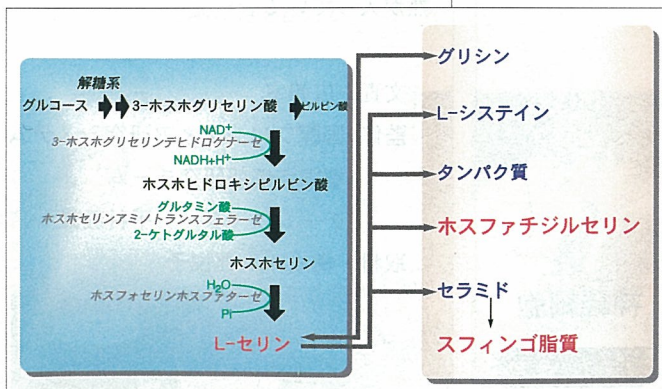 解糖系
グルコース 3-ホスホグリセリン酸 ピルビン酸
NAD+
3-ホスホグリセリンデヒドロゲナーゼ
NADH+H+
ホスホヒドロキシピルビン酸
グルタミン酸
ホスホセリンアミノトランスフェラーゼ
2-ケトグルタル酸
ホスホセリン
H2O
ホスフォセリンホスファターゼ
Pi
L-セリン
グリシン
L-システイン
タンパク質
ホスファチジルセリン
セラミド
スフィンゴ脂質